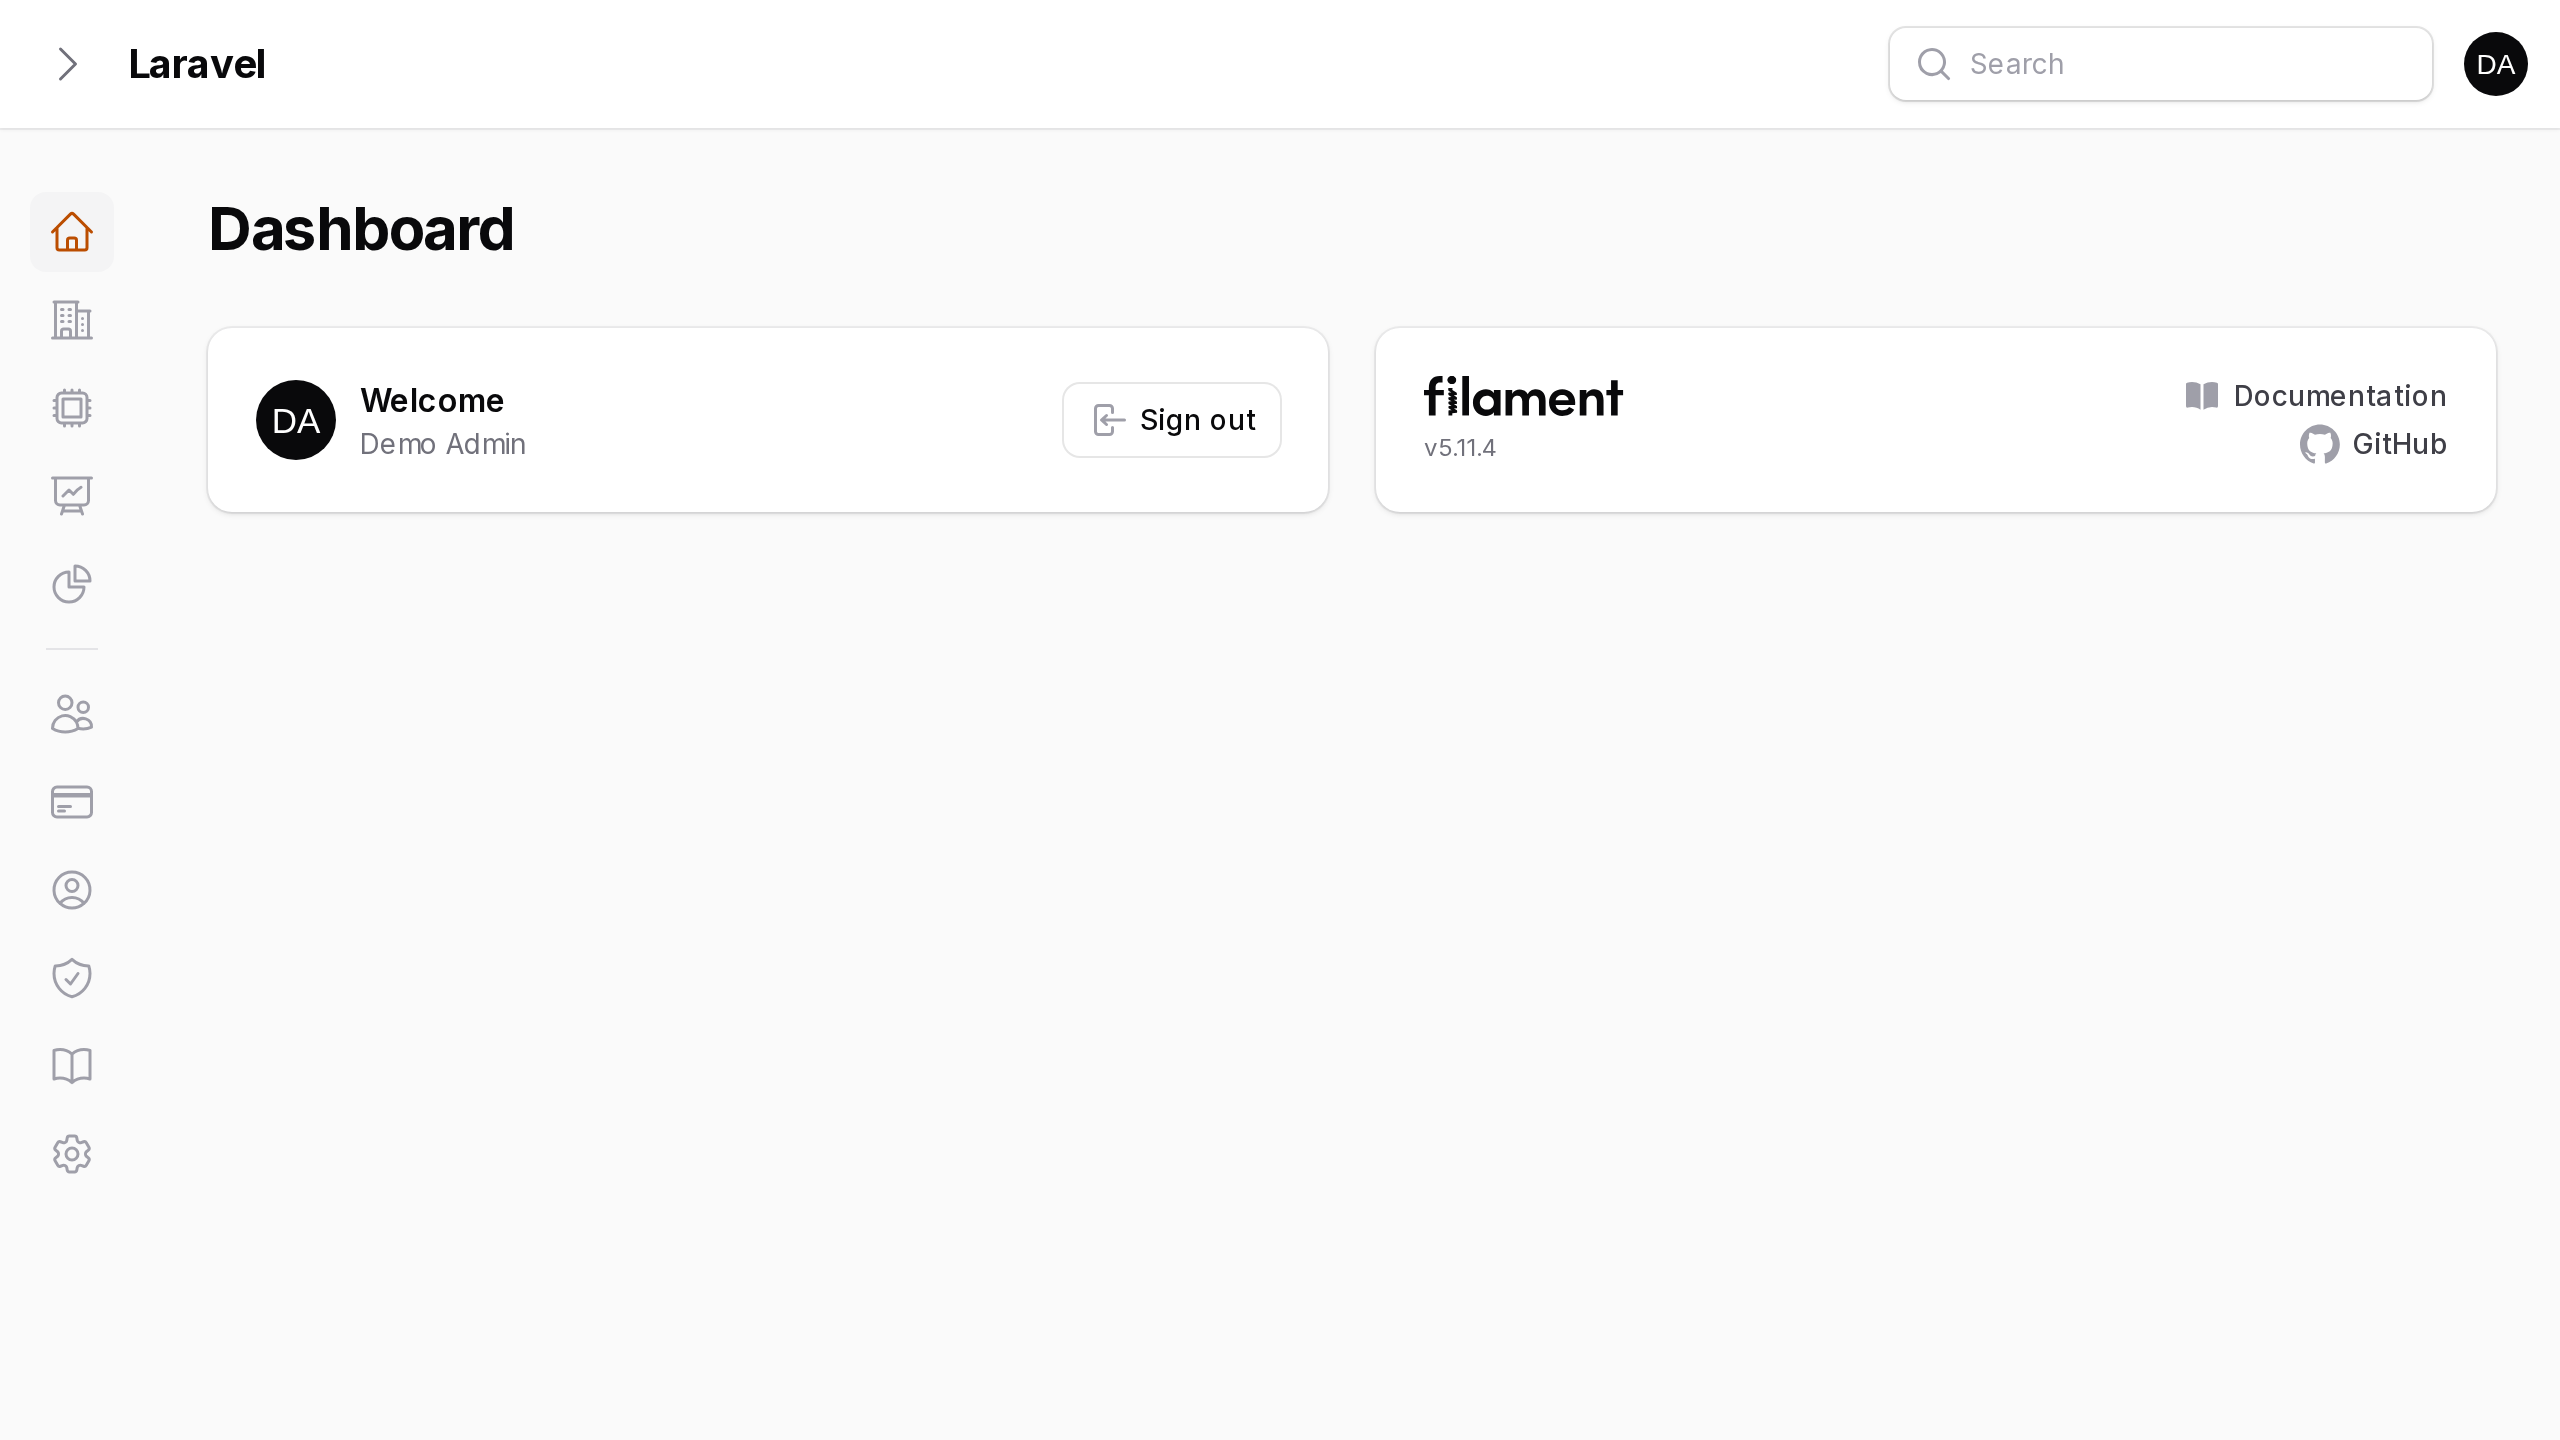 Laravel
Search
DA
Dashboard
DA
Welcome
Demo Admin
Sign out
filament
v5.11.4
Documentation
GitHub